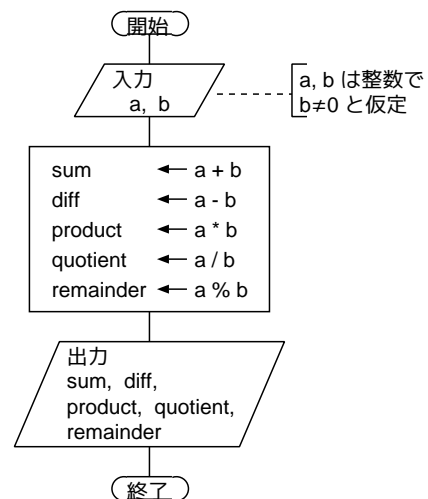 開始
入力
a, b
a, b は整数で
b≠0 と仮定
sum ← a + b
diff ← a - b
product ← a * b
quotient ← a / b
remainder ← a % b
出力
sum, diff,
product, quotient,
remainder
終了